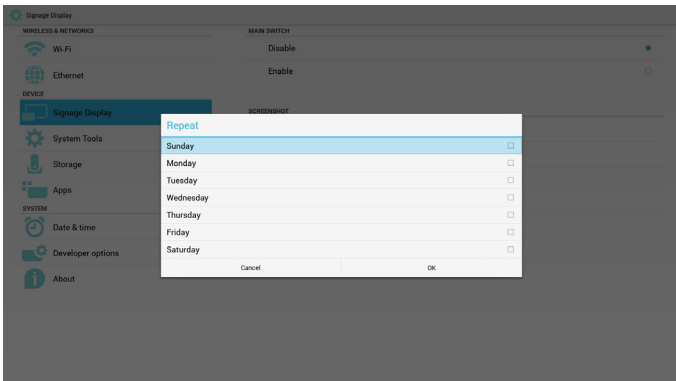 Signage Display
WIRELESS & NETWORKS
MAIN SWITCH
Wi-Fi
Disable
Ethernet
Enable
DEVICE
Signage Display
SCREENSHOT
System Tools
Storage
Apps
SYSTEM
Date & time
Developer options
About
Repeat
Sunday
Monday
Tuesday
Wednesday
Thursday
Friday
Saturday
Cancel
OK